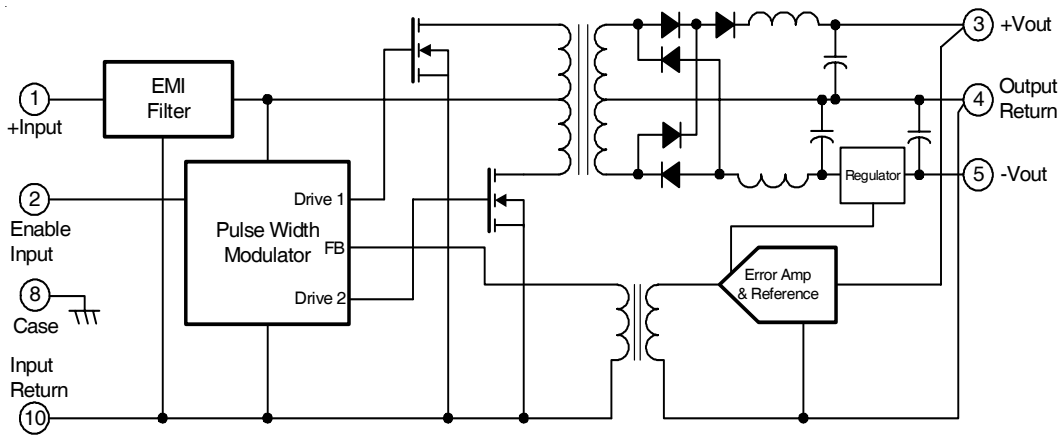 1
+Input
EMI
Filter
2
Enable
Input
8
Case
Input
Return
10
Pulse Width
Modulator
Drive 1
FB
Drive 2
3
+Vout
4
Output
Return
5
-Vout
Regulator
Error Amp
& Reference